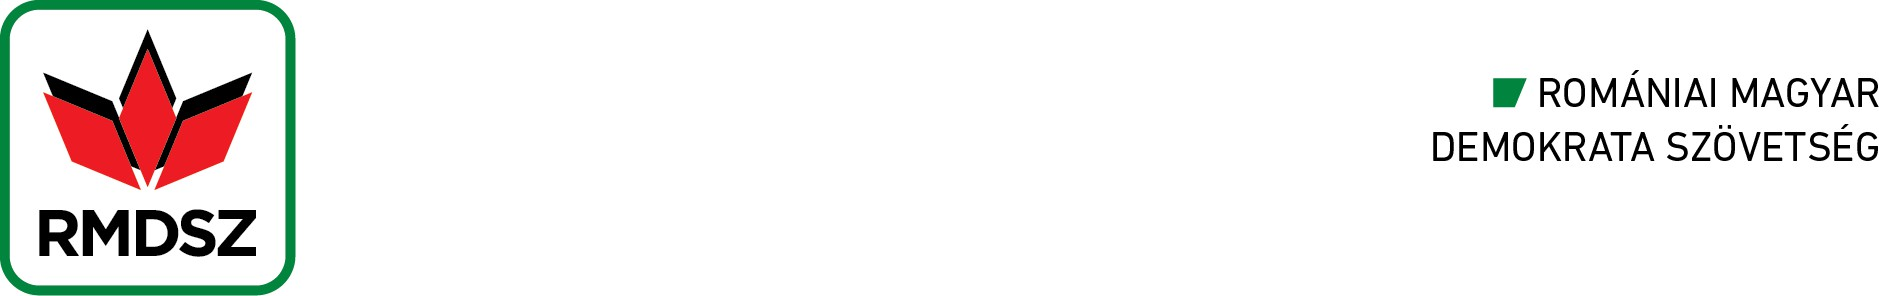 RMDSZ
ROMÁNIAI MAGYAR
DEMOKRATA SZÖVETSÉG